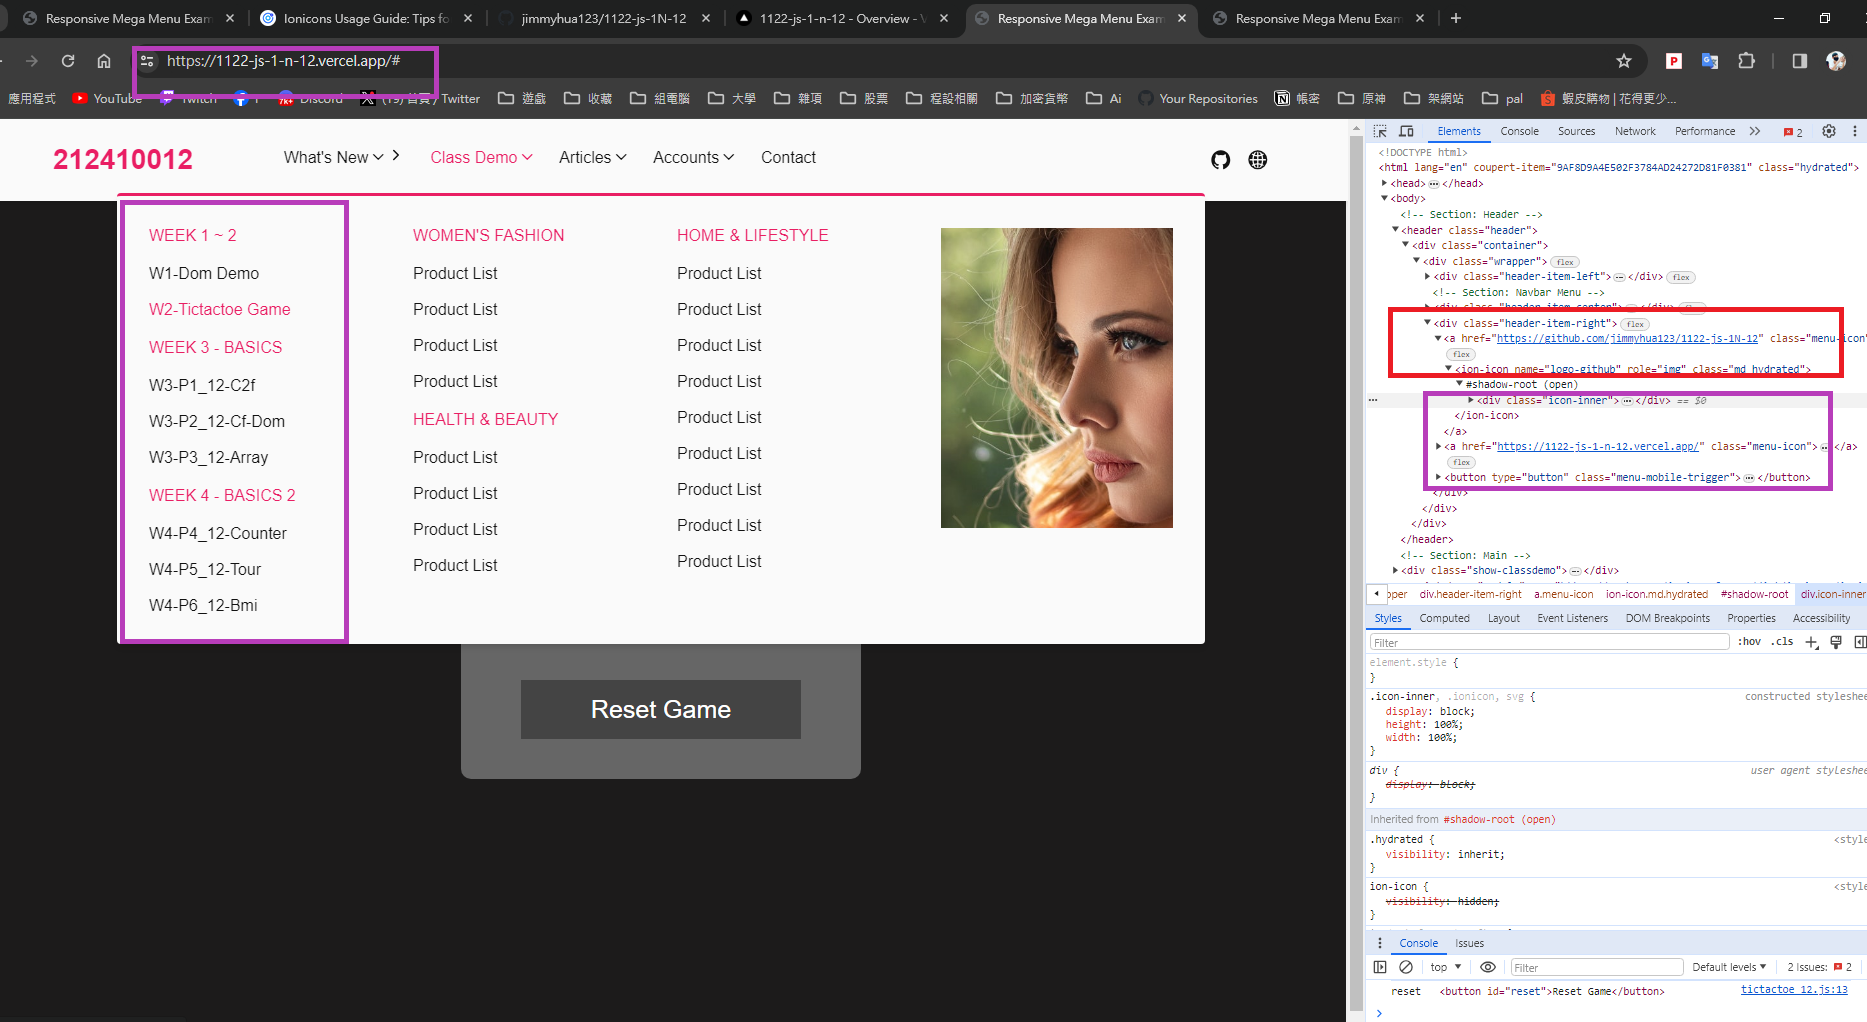 Responsive Mega Menu Exam
Ionicons Usage Guide: Tips fo
jimmyhua123/1122-js-1N-12
1122-js-1-n-12 - Overview - V
Responsive Mega Menu Exam
Responsive Mega Menu Exam
https://1122-js-1-n-12.vercel.app/#
應用程式
YouTube
Twitch
Discord
(19) 首頁 / Twitter
遊戲
收藏
組電腦
大學
雜項
股票
程設相關
加密貨幣
Ai
Your Repositories
帳密
原神
架網站
pal
蝦皮購物 | 花得更少...
212410012
What's New
Class Demo
Articles
Accounts
Contact
WEEK 1 ~ 2
W1-Dom Demo
W2-Tictactoe Game
WEEK 3 - BASICS
W3-P1_12-C2f
W3-P2_12-Cf-Dom
W3-P3_12-Array
WEEK 4 - BASICS 2
W4-P4_12-Counter
W4-P5_12-Tour
W4-P6_12-Bmi
WOMEN'S FASHION
Product List
Product List
Product List
Product List
HEALTH & BEAUTY
Product List
Product List
Product List
Product List
HOME & LIFESTYLE
Product List
Product List
Product List
Product List
Product List
Product List
Product List
Product List
Product List
Reset Game
Elements Console Sources Network Performance 2
<!DOCTYPE html>
<html lang="en" coupert-item="9AF8D9A4E502F3784AD24272D81F0381" class="hydrated">
<head> </head>
<body>
<!-- Section: Header -->
<header class="header">
<div class="container">
<div class="wrapper"> flex
<div class="header-item-left"> </div> flex
<!-- Section: Navbar Menu -->
<div class="header-item-right"> flex
<a href="https://github.com/jimmyhua123/1122-js-1N-12" class="menu-icon"
flex
<ion-icon name="logo-github" role="img" class="md hydrated">
#shadow-root (open)
<div class="icon-inner"> </div> == $0
</ion-icon>
</a>
<a href="https://1122-js-1-n-12.vercel.app/" class="menu-icon"> </a>
flex
<button type="button" class="menu-mobile-trigger"> </button>
</div>
</div>
</div>
</header>
<!-- Section: Main -->
<div class="show-classdemo"> </div>
pper div.header-item-right a.menu-icon ion-icon.md.hydrated #shadow-root div.icon-inner
Styles Computed Layout Event Listeners DOM Breakpoints Properties Accessibility
Filter :hov .cls
element.style {
}
.icon-inner, .ionicon, svg { constructed styleshee
display: block;
height: 100%;
width: 100%;
}
div { user agent styleshee
display: block;
}
Inherited from #shadow-root (open)
.hydrated { <style
visibility: inherit;
}
ion-icon { <style
visibility: hidden;
}
Console Issues
top Filter Default levels 2 Issues: 2
reset <button id="reset">Reset Game</button> tictactoe 12.js:13